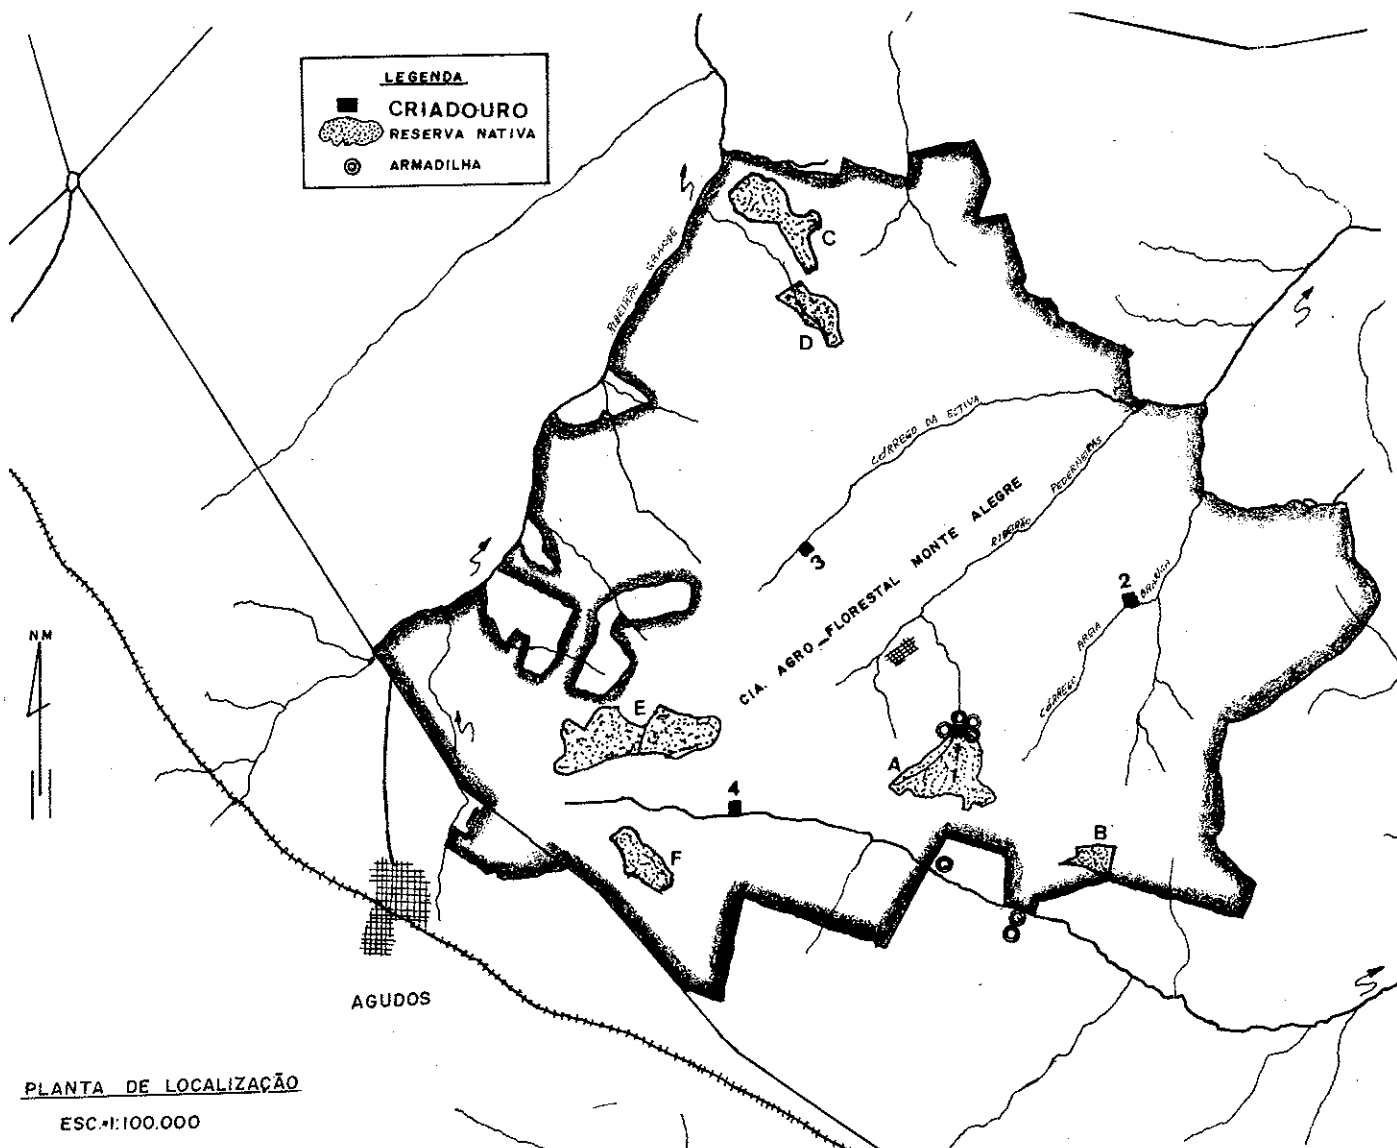 LEGENDA
CRIADOURO
RESERVA NATIVA
ARMADILHA
RIBEIRÃO GRANDE
C
D
CÓRREGO DA ESTIVA
CIA. AGRO_FLORESTAL MONTE ALEGRE
RIBEIRÃO PEDERNEIRAS
3
2
CÓRREGO AREIA BRANCA
NM
E
A
1
4
B
F
AGUDOS
PLANTA DE LOCALIZAÇÃO
ESC.=1:100.000